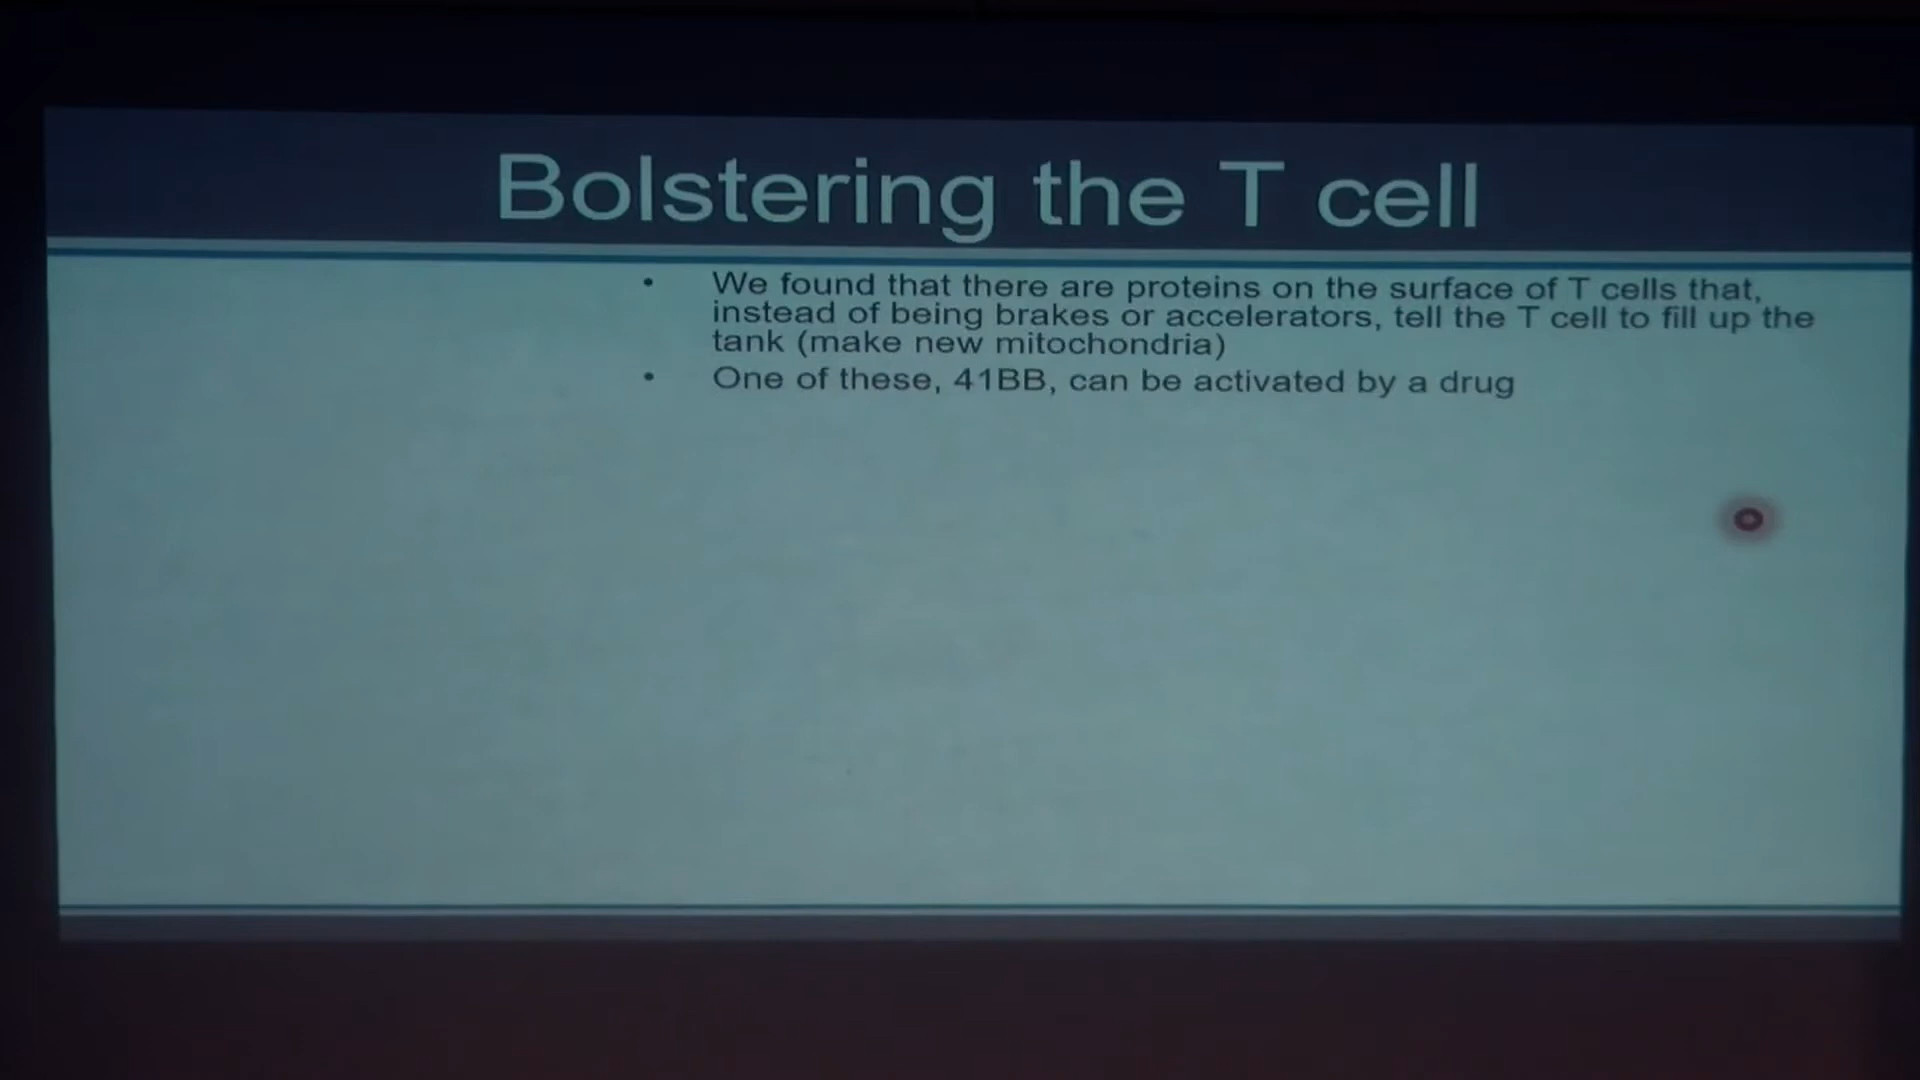 Bolstering the T cell
• We found that there are proteins on the surface of T cells that,
instead of being brakes or accelerators, tell the T cell to fill up the
tank (make new mitochondria)
• One of these, 41BB, can be activated by a drug